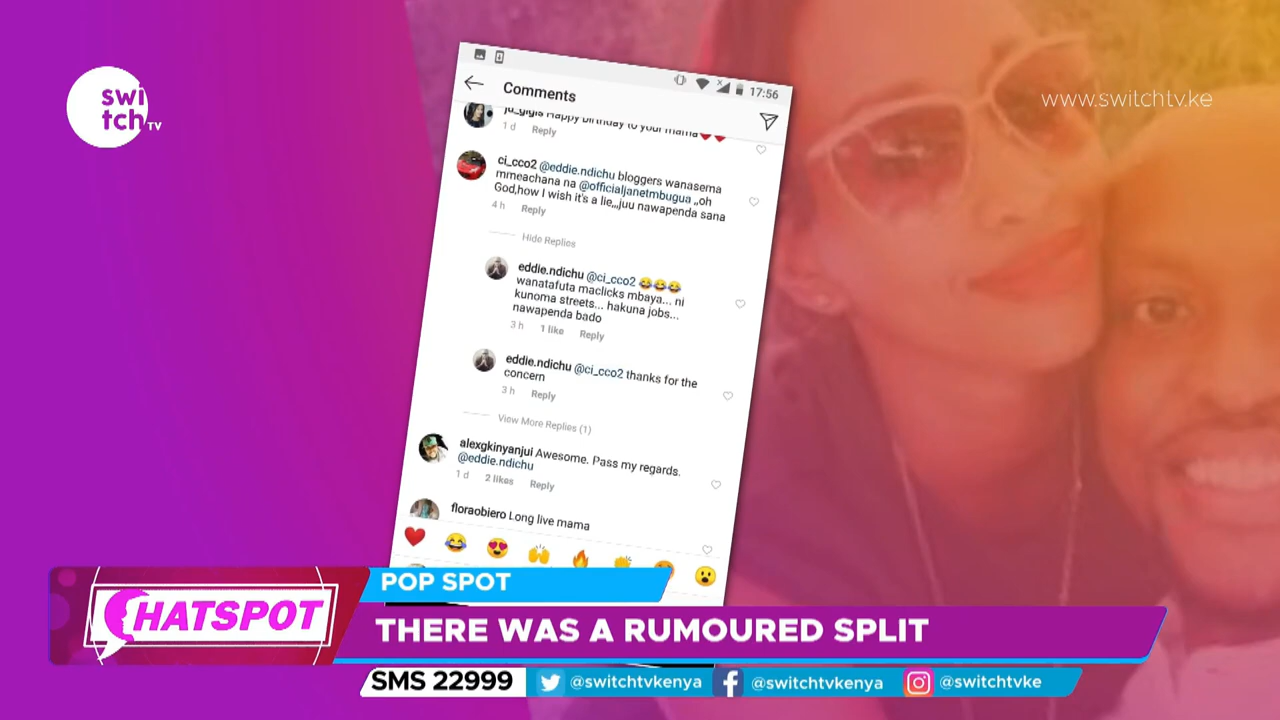 swi
tch TV
www.switchtv.ke
17:56
Comments
ju_gigis Happy birthday to your mama
1 d Reply
ci_cco2 @eddie.ndichu bloggers wanasema
mmeachana na @officialjanetmbugua ,,oh
God,how I wish it's a lie,,,juu nawapenda sana
4 h Reply
Hide Replies
eddie.ndichu @ci_cco2 😂😂😂
wanatafuta maclicks mbaya... ni
kunoma streets... hakuna jobs...
nawapenda bado
3 h 1 like Reply
eddie.ndichu @ci_cco2 thanks for the
concern
3 h Reply
View More Replies (1)
alexgkinyanjui Awesome. Pass my regards.
@eddie.ndichu
1 d 2 likes Reply
floraobiero Long live mama
POP SPOT
CHATSPOT
THERE WAS A RUMOURED SPLIT
SMS 22999 @switchtvkenya @switchtvkenya @switchtvke